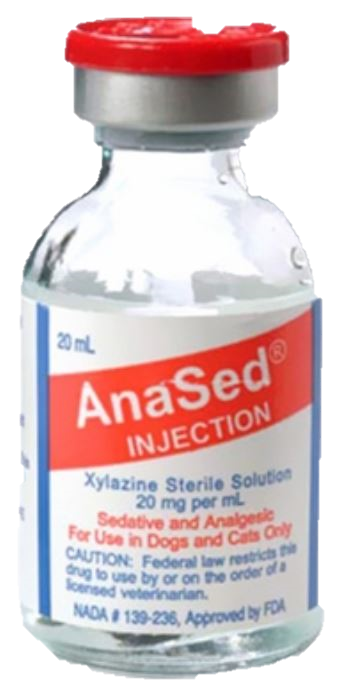 20 mL
AnaSed®
INJECTION
Xylazine Sterile Solution
20 mg per mL
Sedative and Analgesic
For Use in Dogs and Cats Only
CAUTION: Federal law restricts this
drug to use by or on the order of a
licensed veterinarian.
NADA # 139-236, Approved by FDA